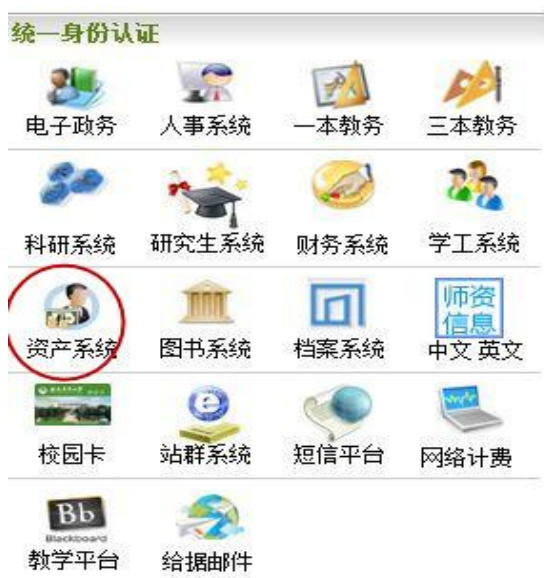 统一身份认证
电子政务 人事系统 一本教务 三本教务
科研系统 研究生系统 财务系统 学工系统
师资
信息
资产系统 图书系统 档案系统 中文 英文
校园卡 站群系统 短信平台 网络计费
Bb
Blackboard
教学平台 给据邮件